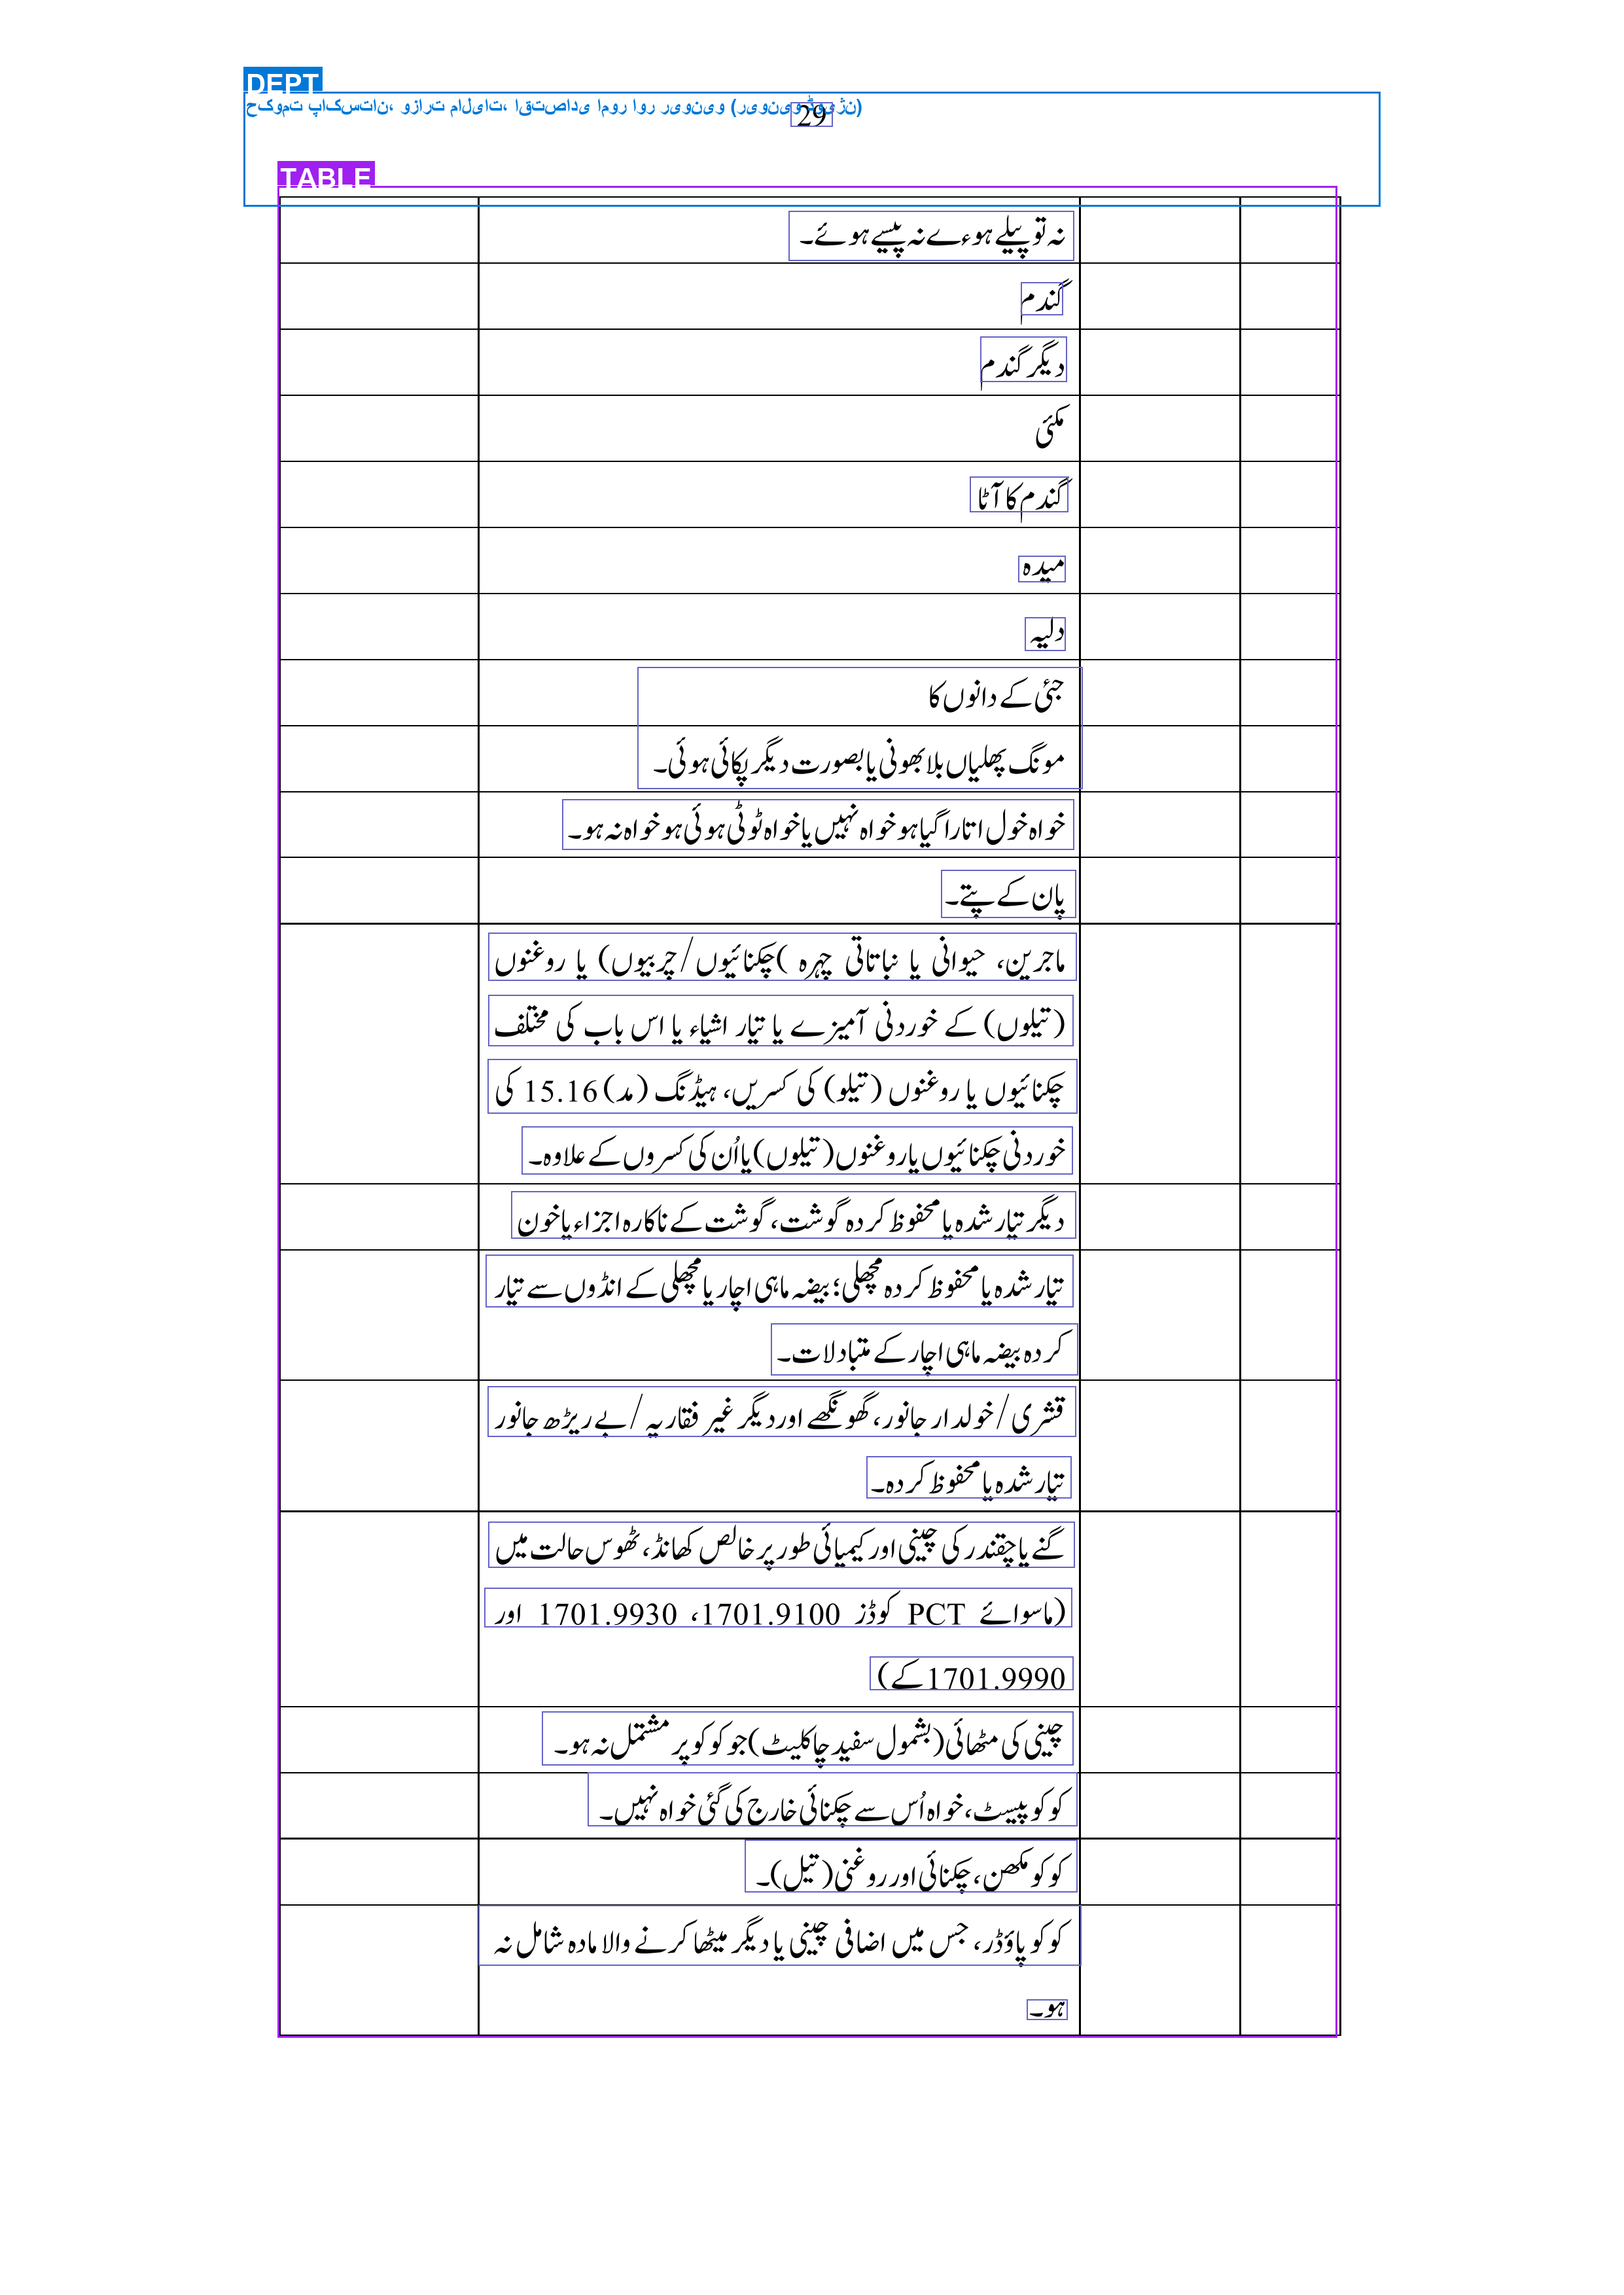 DEPT
حکومت پاکستان، وزارت مالیات، اقتصادی امور اور ریونیو (ریونیو ڈویژن)
29
TABLE
نہ تو پیلے ہوءے نہ پیسے ہوئے۔
گندم
دیگر گندم
مکئی
گندم کا آٹا
میدہ
دلیہ
جئی کے دانوں کا
مونگ پھلیاں بلا بھونی یا بصورت دیگر پکائی ہوئی۔
خواہ خول اتارا گیا ہو خواہ نہیں یا خواہ ٹوٹی ہوئی ہو خواہ نہ ہو۔
پان کے پتے۔
ماجرین، حیوانی یا نباتاتی چہرہ )چکنائیوں/چربیوں) یا روغنوں
(تیلوں) کے خوردنی آمیزے یا تیار اشیاء یا اس باب کی مختلف
چکنائیوں یا روغنوں (تیلو) کی کسریں، ہیڈنگ (مد) 15.16 کی
خوردنی چکنائیوں یا روغنوں (تیلوں) یا اُن کی کسروں کے علاوہ۔
دیگر تیار شدہ یا محفوظ کردہ گوشت، گوشت کے ناکارہ اجزاء یا خون
تیار شدہ یا محفوظ کردہ مچھلی؛ بیضہ ماہی اچار یا مچھلی کے انڈوں سے تیار
کردہ بیضہ ماہی اچار کے متبادلات۔
قشری/خولدار جانور، گھونگھے اور دیگر غیر فقاریہ/بے ریڑھ جانور
تیار شدہ یا محفوظ کردہ۔
گنے یا چقندر کی چینی اور کیمیائی طور پر خالص کھانڈ، ٹھوس حالت میں
(ماسوائے PCT کوڈز 1701.9100، 1701.9930 اور
1701.9990 کے)
چینی کی مٹھائی (بشمول سفید چاکلیٹ) جو کوکو پر مشتمل نہ ہو۔
کوکو پیسٹ، خواہ اُس سے چکنائی خارج کی گئی خواہ نہیں۔
کوکو مکھن، چکنائی اور روغنی (تیل)۔
کوکو پاؤڈر، جس میں اضافی چینی یا دیگر میٹھا کرنے والا مادہ شامل نہ
ہو۔